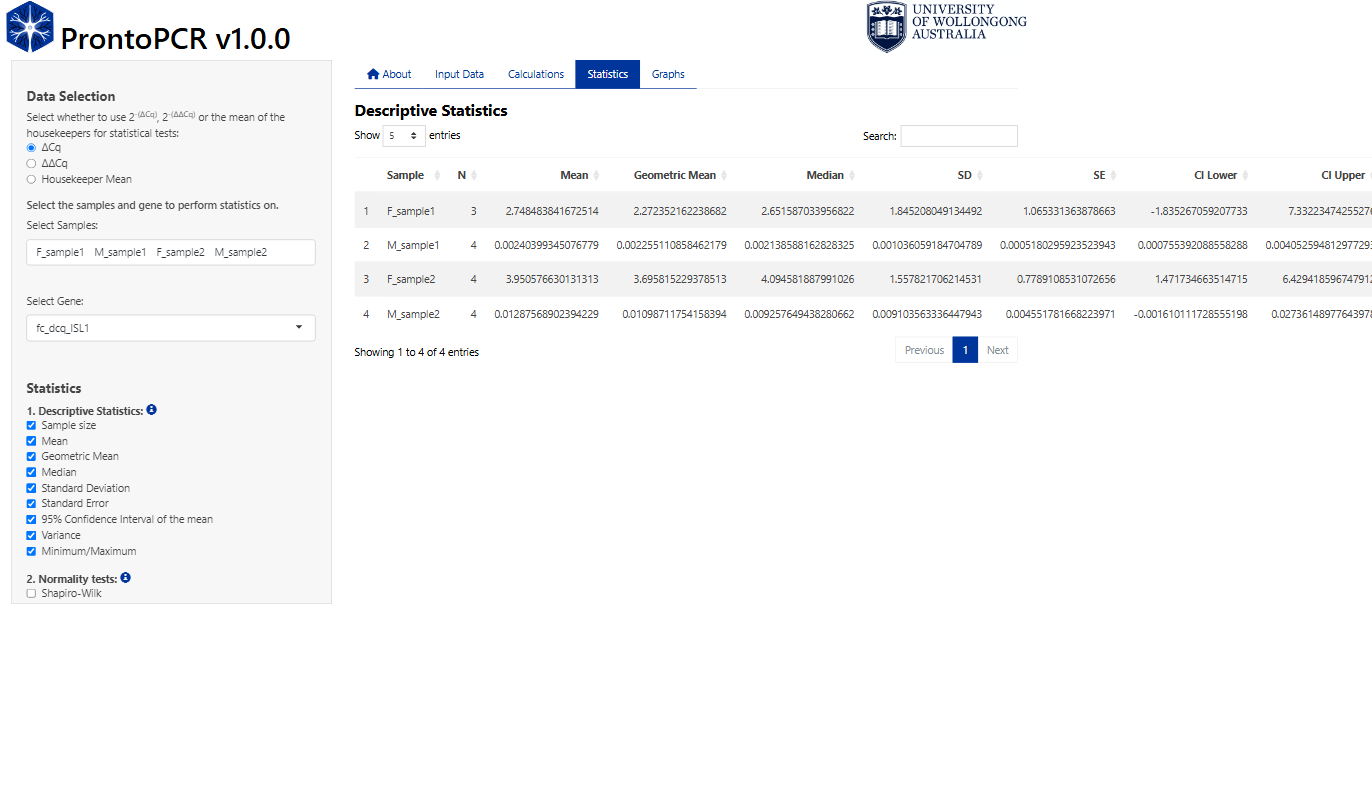 ProntoPCR v1.0.0
UNIVERSITY
OF WOLLONGONG
AUSTRALIA
Data Selection
Select whether to use 2-(ΔCq), 2-(ΔΔCq) or the mean of the
housekeepers for statistical tests:
ΔCq
ΔΔCq
Housekeeper Mean
Select the samples and gene to perform statistics on.
Select Samples:
F_sample1 M_sample1 F_sample2 M_sample2
Select Gene:
fc_dcq_ISL1
Statistics
1. Descriptive Statistics:
Sample size
Mean
Geometric Mean
Median
Standard Deviation
Standard Error
95% Confidence Interval of the mean
Variance
Minimum/Maximum
2. Normality tests:
Shapiro-Wilk
About Input Data Calculations Statistics Graphs
Descriptive Statistics
Show 5 entries Search:
Sample N Mean Geometric Mean Median SD SE CI Lower CI Upper
1 F_sample1 3 2.748483841672514 2.272352162238682 2.651587033956822 1.845208049134492 1.065331363878663 -1.835267059207733 7.33223474255276
2 M_sample1 4 0.00240399345076779 0.002255110858462179 0.002138588162828325 0.001036059184704789 0.0005180295923523943 0.000755392088558288 0.00405259481297729
3 F_sample2 4 3.950576630131313 3.695815229378513 4.094581887991026 1.557821706214531 0.7789108531072656 1.471734663514715 6.42941859674791
4 M_sample2 4 0.01287568902394229 0.01098711754158394 0.009257649438280662 0.009103563336447943 0.004551781668223971 -0.001610111728555198 0.0273614897764397
Showing 1 to 4 of 4 entries Previous 1 Next